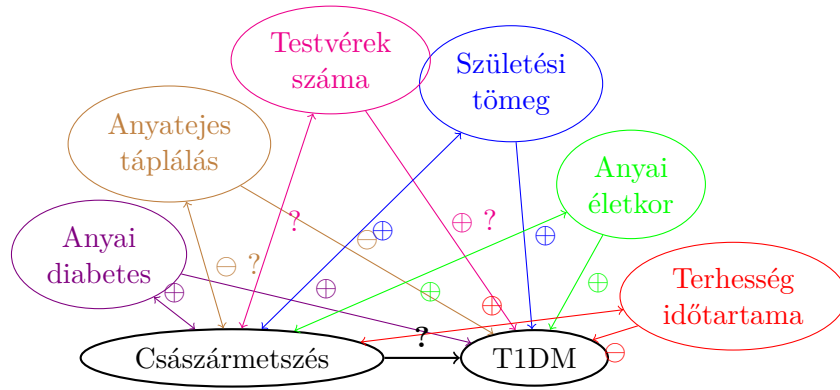 Testvérek
száma
Születési
tömeg
Anyatejes
táplálás
Anyai
életkor
Anyai
diabetes
Terhesség
időtartama
?
⊖
⊕
⊕ ?
⊕
⊖ ?
⊕
⊕
⊕
⊕
⊕
?
⊖
Császármetszés
T1DM